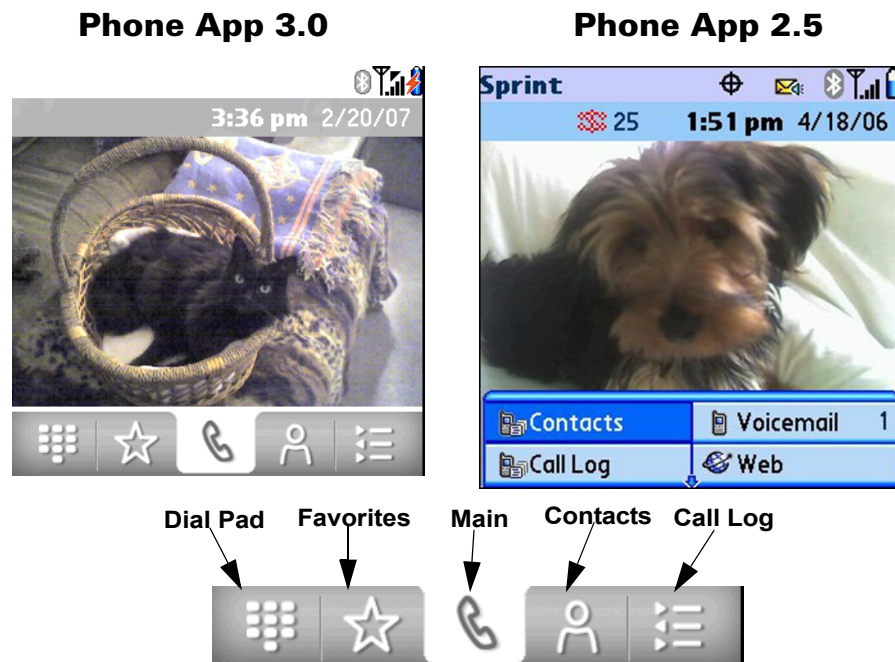 Phone App 3.0
Phone App 2.5
3:36 pm 2/20/07
Sprint
25 1:51 pm 4/18/06
Contacts
Voicemail 1
Call Log
Web
Dial Pad Favorites Main Contacts Call Log